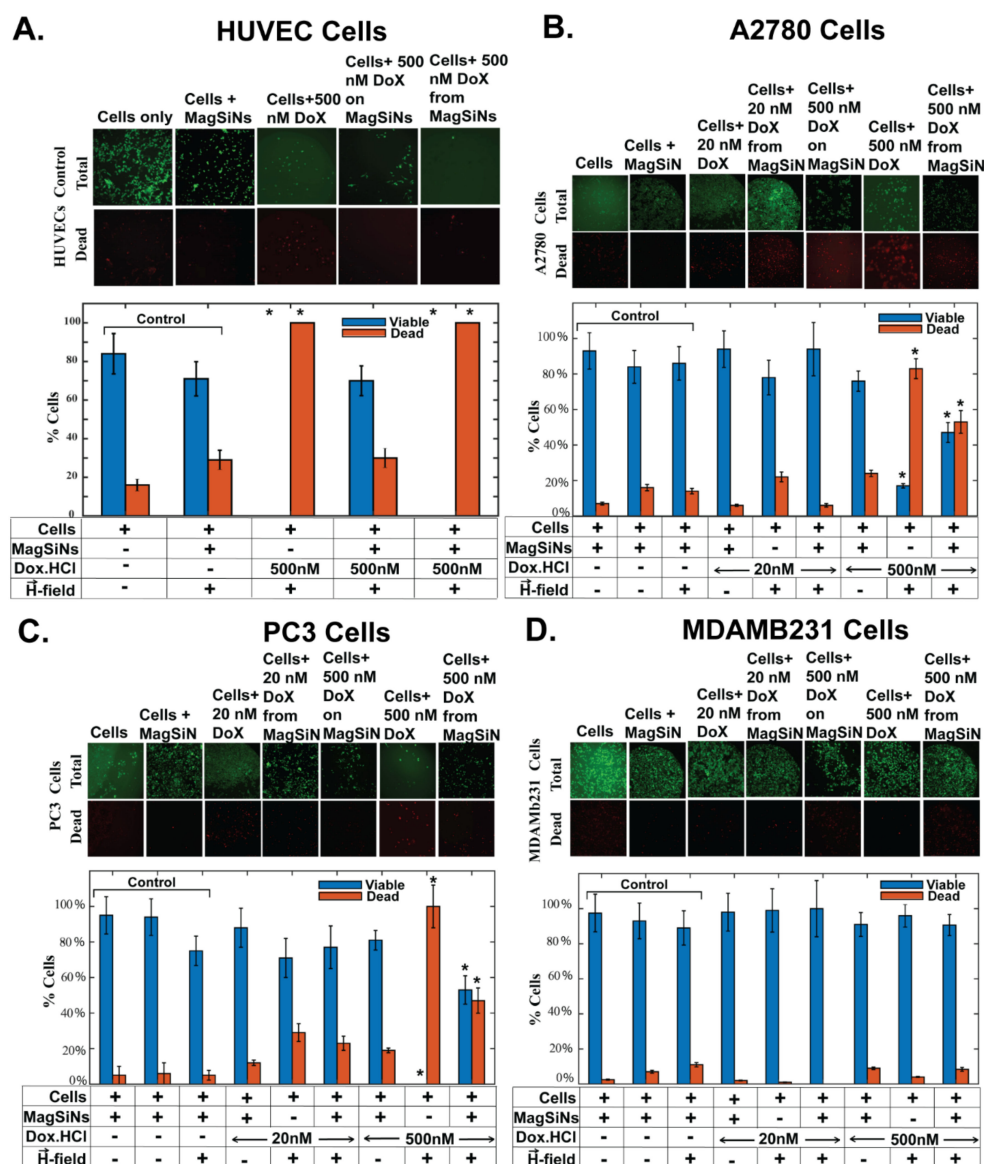 A.
HUVEC Cells
Cells only
Cells +
MagSiNs
Cells+500
nM DoX
Cells+ 500
nM DoX
on
MagSiNs
Cells+ 500
nM DoX
from
MagSiNs
HUVECs Control
Dead Total
Control
Viable
Dead
% Cells
100
80
60
30
10
0
Cells + + + + +
MagSiNs - + - + +
Dox.HCl - - 500nM 500nM 500nM
H-field - + + + +
B.
A2780 Cells
Cells
Cells +
MagSiN
Cells+
20 nM
DoX
Cells+
20 nM
DoX
from
MagSiN
Cells+
500 nM
DoX
on
MagSiN
Cells+
500 nM
DoX
Cells+
500 nM
DoX
from
MagSiN
A2780 Cells
Dead Total
Control
Viable
Dead
% Cells
100%
80%
60%
40%
20%
0%
Cells + + + + + + + + +
MagSiNs + + + + - + + - +
Dox.HCl - - - ← 20nM → ← 500nM →
H-field - - + - + + - + +
C.
PC3 Cells
Cells
Cells +
MagSiN
Cells+
20 nM
DoX
Cells+
20 nM
DoX
from
MagSiN
Cells+
500 nM
DoX
on
MagSiN
Cells+
500 nM
DoX
Cells+
500 nM
DoX
from
MagSiN
PC3 Cells
Dead Total
Control
Viable
Dead
% Cells
100%
80%
60%
40%
20%
0%
Cells + + + + + + + + +
MagSiNs + + + + - + + - +
Dox.HCl - - - ← 20nM → ← 500nM →
H-field - - + - + + - + +
D.
MDAMB231 Cells
Cells
Cells +
MagSiN
Cells+
20 nM
DoX
Cells+
20 nM
DoX
from
MagSiN
Cells+
500 nM
DoX
on
MagSiN
Cells+
500 nM
DoX
Cells+
500 nM
DoX
from
MagSiN
MDAMb231 Cells
Dead Total
Control
Viable
Dead
% Cells
100%
80%
60%
40%
20%
0%
Cells + + + + + + + + +
MagSiNs + + + + - + + - +
Dox.HCl - - - ← 20nM → ← 500nM →
H-field - - + - + + - + +